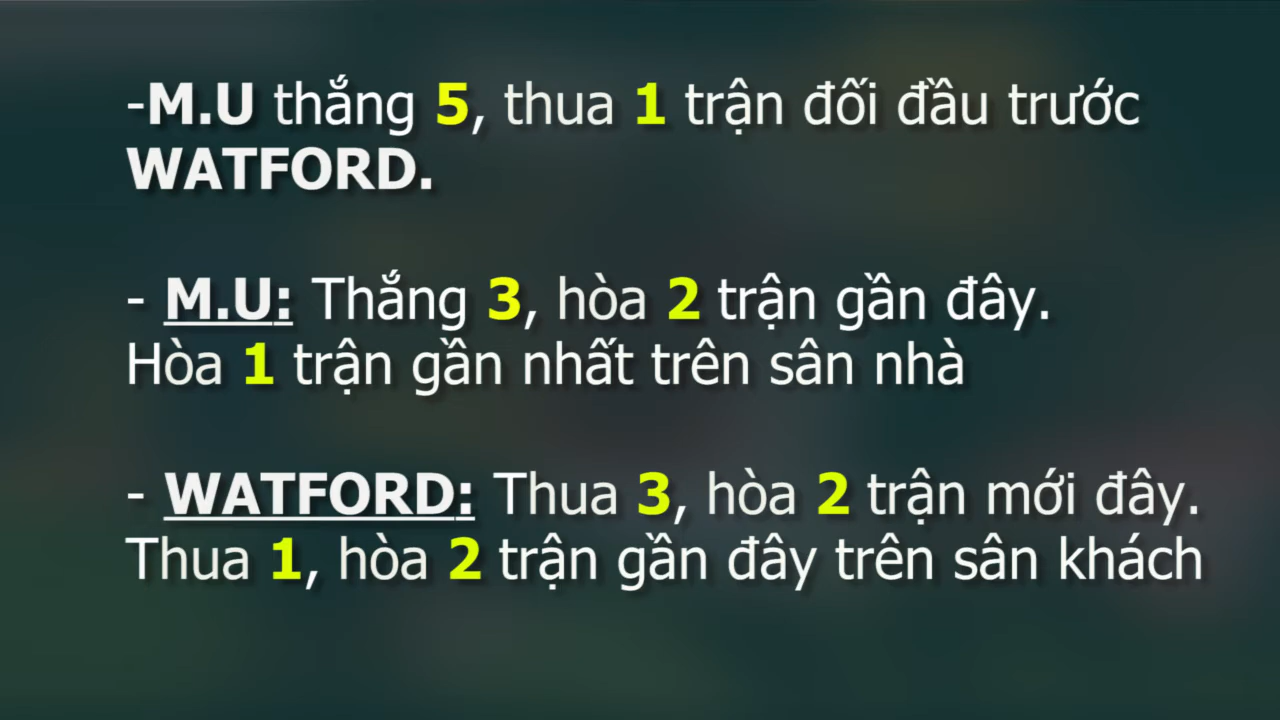 -M.U thắng 5, thua 1 trận đối đầu trước
WATFORD.
- M.U: Thắng 3, hòa 2 trận gần đây.
Hòa 1 trận gần nhất trên sân nhà
- WATFORD: Thua 3, hòa 2 trận mới đây.
Thua 1, hòa 2 trận gần đây trên sân khách